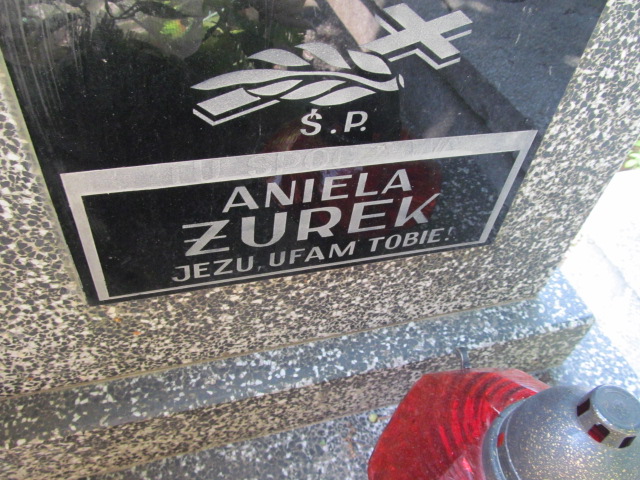 Ś.P.
ANIELA
ŻUREK
JEZU, UFAM TOBIE!